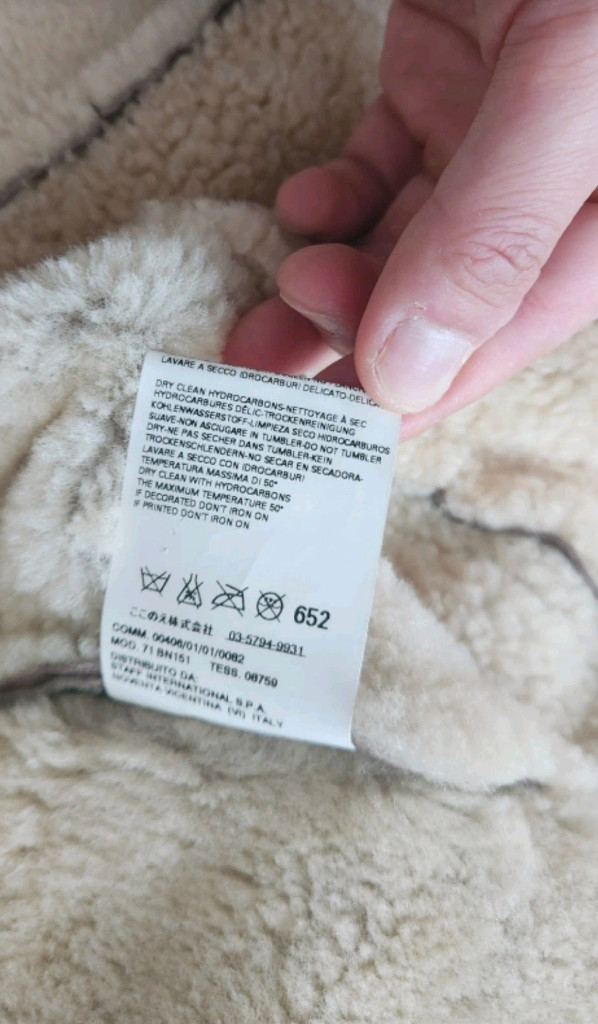 LAVARE A SECCO (DROCARBURI DELICATO-DELICA
DRY CLEAN HYDROCARBONS-NETTOYAGE À SEC
HYDROCARBURES DÉLIC-TROCKENREINIGUNG
KOHLENWASSERSTOFF-LIMPIEZA SECO HIDROCARBUROS
SUAVE-NON ASCIUGARE IN TUMBLER-DO NOT TUMBLER
DRY-NE PAS SECHER DANS TUMBLER-KEIN
TROCKENSCHLENDERN-NO SECAR EN SECADORA-
LAVARE A SECCO CON (DROCARBURI
TEMPERATURA MASSIMA DI 50°
DRY CLEAN WITH HYDROCARBONS
THE MAXIMUM TEMPERATURE 50°
IF DECORATED DON'T IRON ON
IF PRINTED DON'T IRON ON
652
ここのえ株式会社 03-5794-9931
COMM. 00406/01/01/0082
MOD. 71 BN151 TESS. 08759
DISTRIBUITO DA:
STAFF INTERNATIONAL S.P.A.
NOVENTA VICENTINA (VI) ITALY